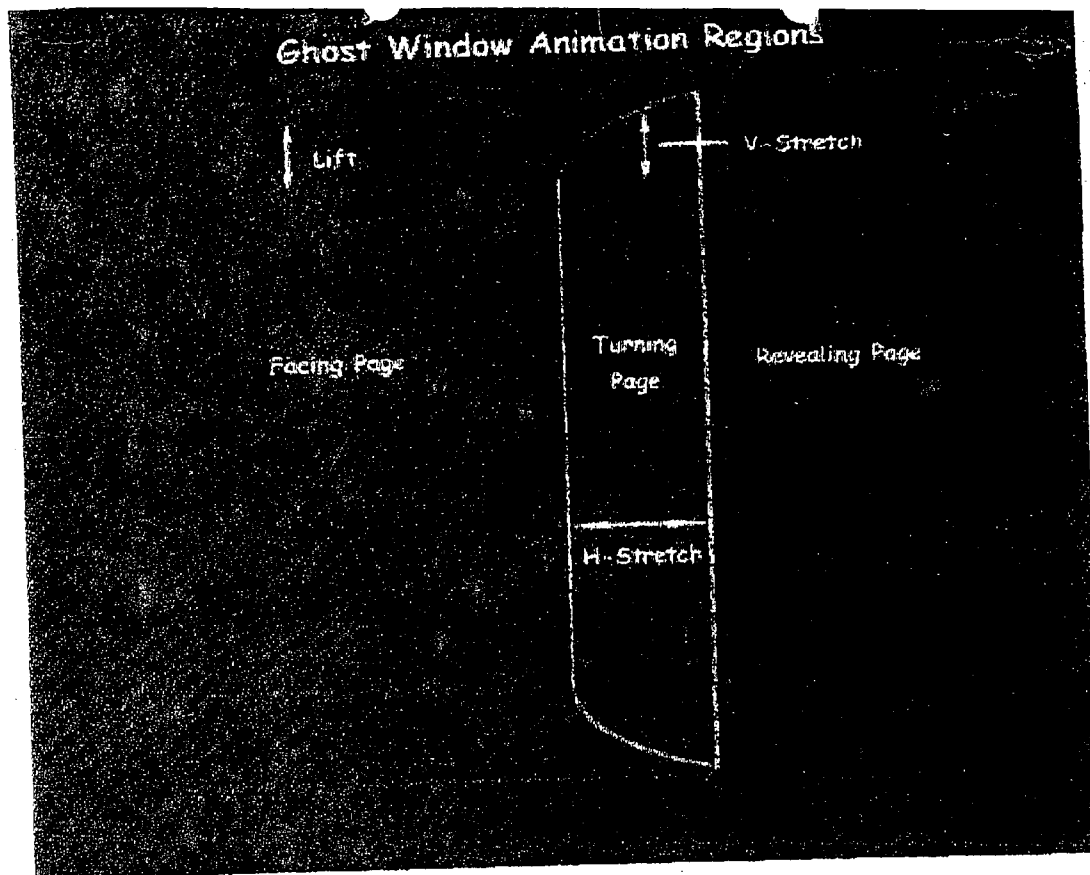 Ghost Window Animation Regions
Lift
V-Stretch
Facing Page
Turning
Page
Revealing Page
H-Stretch